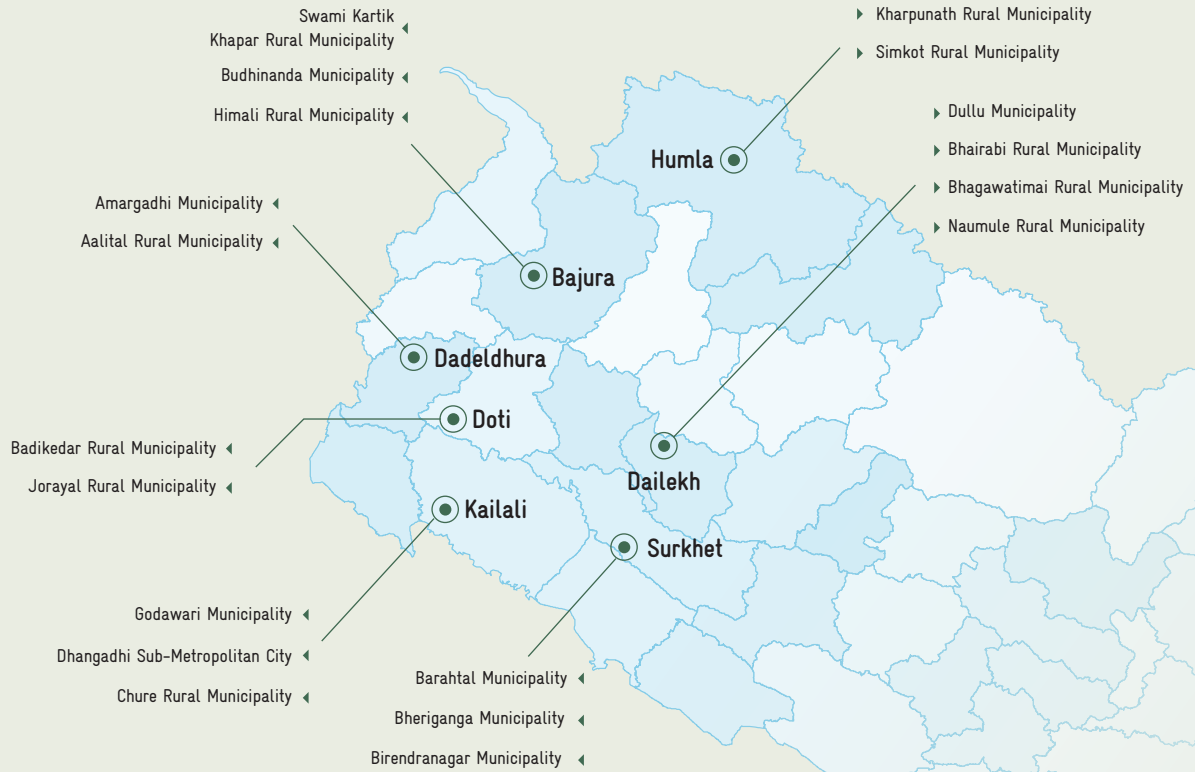 Swami Kartik
Khapar Rural Municipality
Budhinanda Municipality
Himali Rural Municipality
Kharpunath Rural Municipality
Simkot Rural Municipality
Dullu Municipality
Bhairabi Rural Municipality
Bhagawatimai Rural Municipality
Naumule Rural Municipality
Humla
Amargadhi Municipality
Aalital Rural Municipality
Bajura
Dadeldhura
Doti
Badikedar Rural Municipality
Jorayal Rural Municipality
Dailekh
Kailali
Surkhet
Godawari Municipality
Dhangadhi Sub-Metropolitan City
Chure Rural Municipality
Barahtal Municipality
Bheriganga Municipality
Birendranagar Municipality